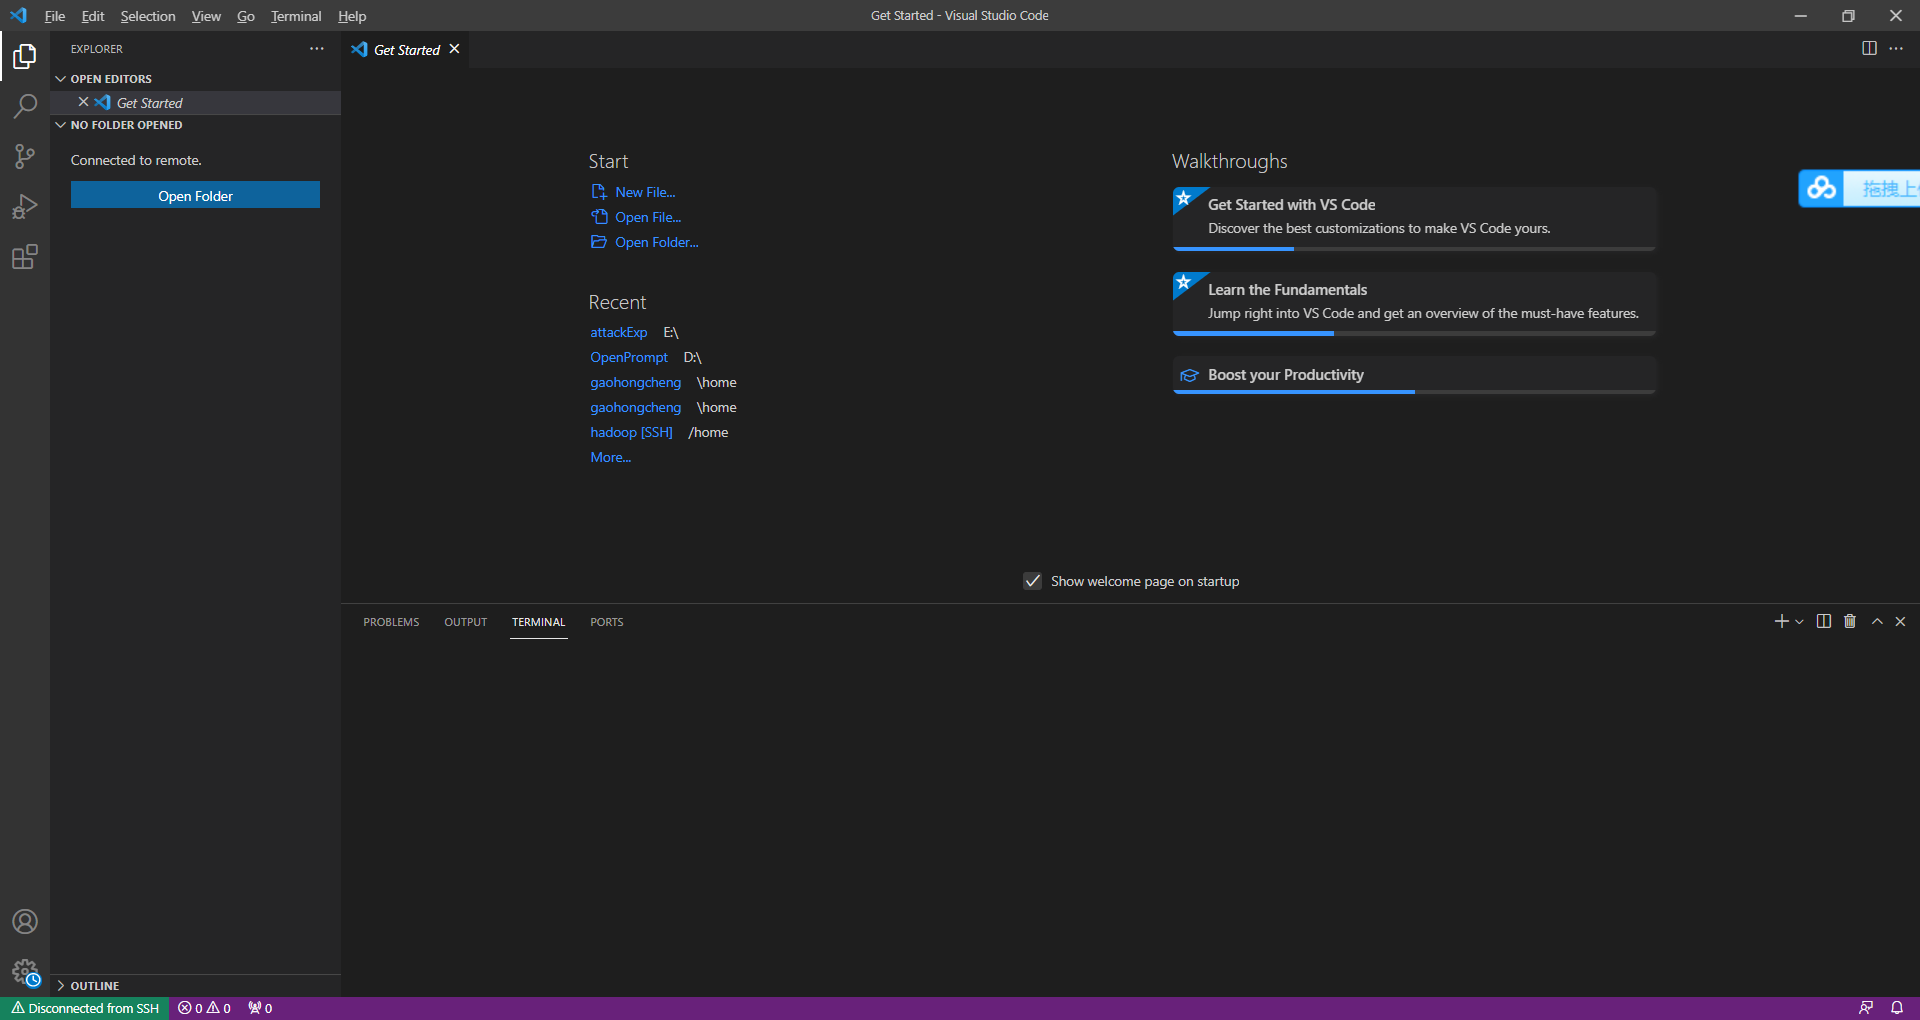 File Edit Selection View Go Terminal Help
Get Started - Visual Studio Code
EXPLORER
OPEN EDITORS
Get Started
NO FOLDER OPENED
Connected to remote.
Open Folder
OUTLINE
Get Started
Start
New File...
Open File...
Open Folder...
Recent
attackExp E:\
OpenPrompt D:\
gaohongcheng \home
gaohongcheng \home
hadoop [SSH] /home
More...
Walkthroughs
Get Started with VS Code
Discover the best customizations to make VS Code yours.
Learn the Fundamentals
Jump right into VS Code and get an overview of the must-have features.
Boost your Productivity
拖拽上
Show welcome page on startup
PROBLEMS OUTPUT TERMINAL PORTS
Disconnected from SSH 0 0 0